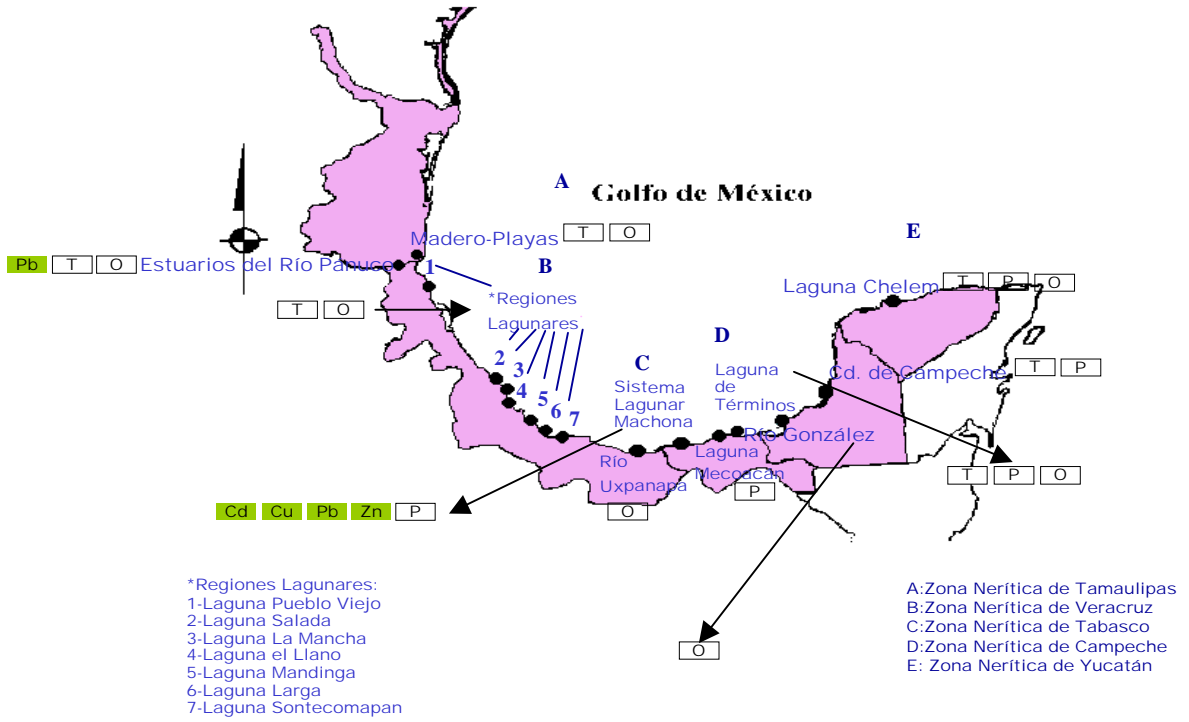 A
Golfo de México
E
Madero-Playas T O
Pb T O Estuarios del Río Pánuco
1
B
Laguna Chelem T P O
*Regiones
Lagunares
T O
D
2
3
4
5
6
7
C
Sistema
Lagunar
Machona
Laguna
de
Términos
Cd. de Campeche T P
Río González
Río
Uxpanapa
O
Laguna
Mecoacán
P
T P O
Cd Cu Pb Zn P
O
*Regiones Lagunares:
1-Laguna Pueblo Viejo
2-Laguna Salada
3-Laguna La Mancha
4-Laguna el Llano
5-Laguna Mandinga
6-Laguna Larga
7-Laguna Sontecomapan
A:Zona Nerítica de Tamaulipas
B:Zona Nerítica de Veracruz
C:Zona Nerítica de Tabasco
D:Zona Nerítica de Campeche
E: Zona Nerítica de Yucatán